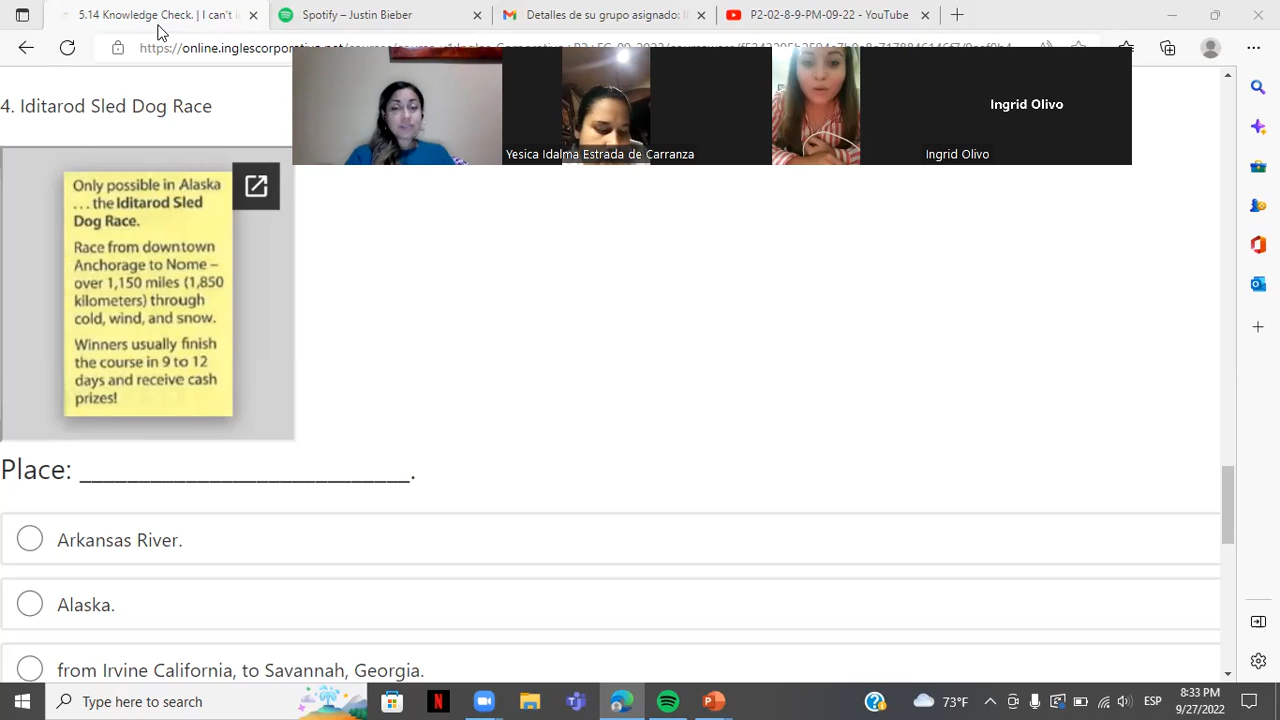 5.14 Knowledge Check. | I can't i
Spotify – Justin Bieber
Detalles de su grupo asignado: I
P2-02-8-9-PM-09-22 - YouTube
4. Iditarod Sled Dog Race
Ingrid Olivo
Yesica Idalma Estrada de Carranza
Ingrid Olivo
Only possible in Alaska
... the Iditarod Sled
Dog Race.
Race from downtown
Anchorage to Nome –
over 1,150 miles (1,850
kilometers) through
cold, wind, and snow.
Winners usually finish
the course in 9 to 12
days and receive cash
prizes!
Place: ____________________________.
Arkansas River.
Alaska.
from Irvine California, to Savannah, Georgia.
Type here to search
73°F
ESP
8:33 PM
9/27/2022